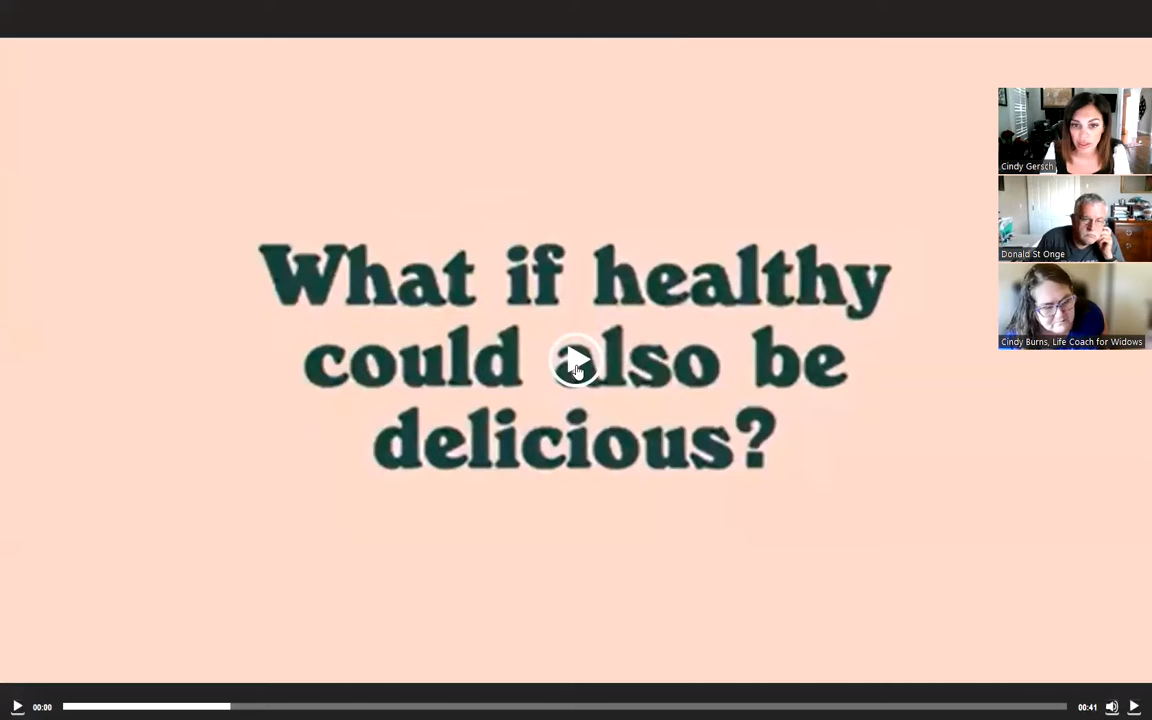 What if healthy
could also be
delicious?
Cindy Gersch
Donald St Onge
Cindy Burns, Life Coach for Widows
00:00
00:41